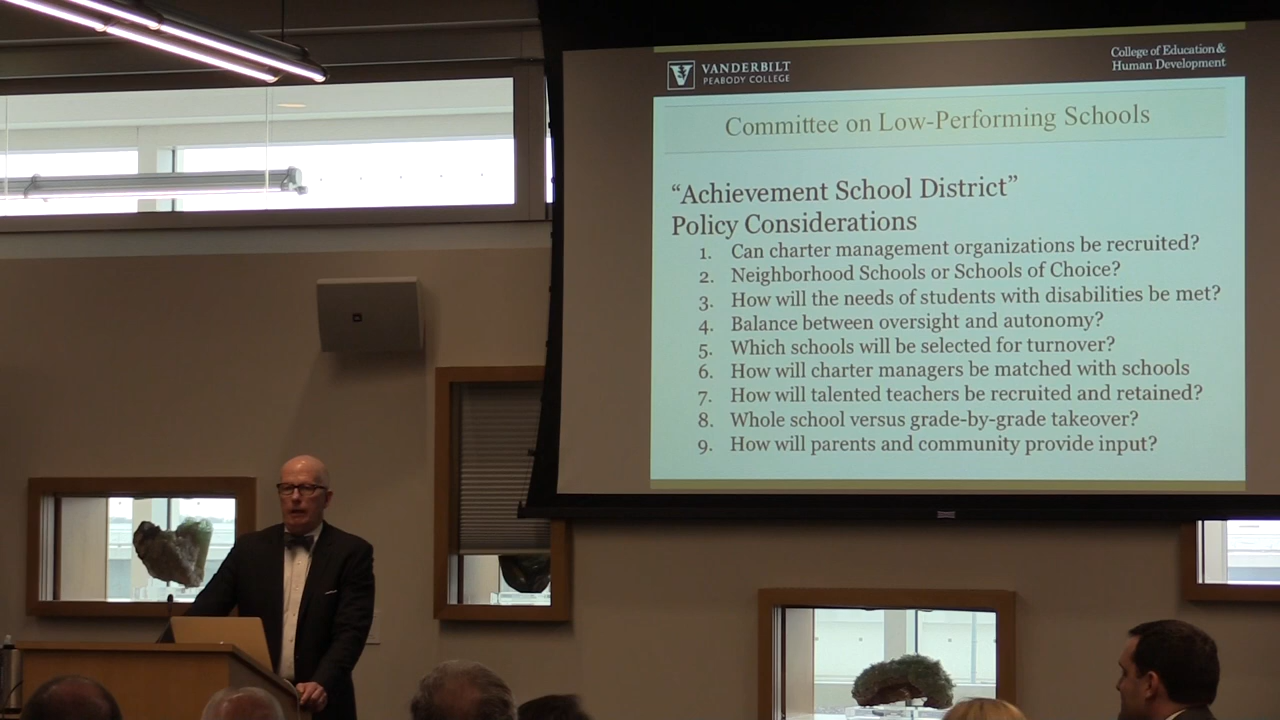 VANDERBILT
PEABODY COLLEGE
College of Education &
Human Development
Committee on Low-Performing Schools
“Achievement School District”
Policy Considerations
1. Can charter management organizations be recruited?
2. Neighborhood Schools or Schools of Choice?
3. How will the needs of students with disabilities be met?
4. Balance between oversight and autonomy?
5. Which schools will be selected for turnover?
6. How will charter managers be matched with schools
7. How will talented teachers be recruited and retained?
8. Whole school versus grade-by-grade takeover?
9. How will parents and community provide input?